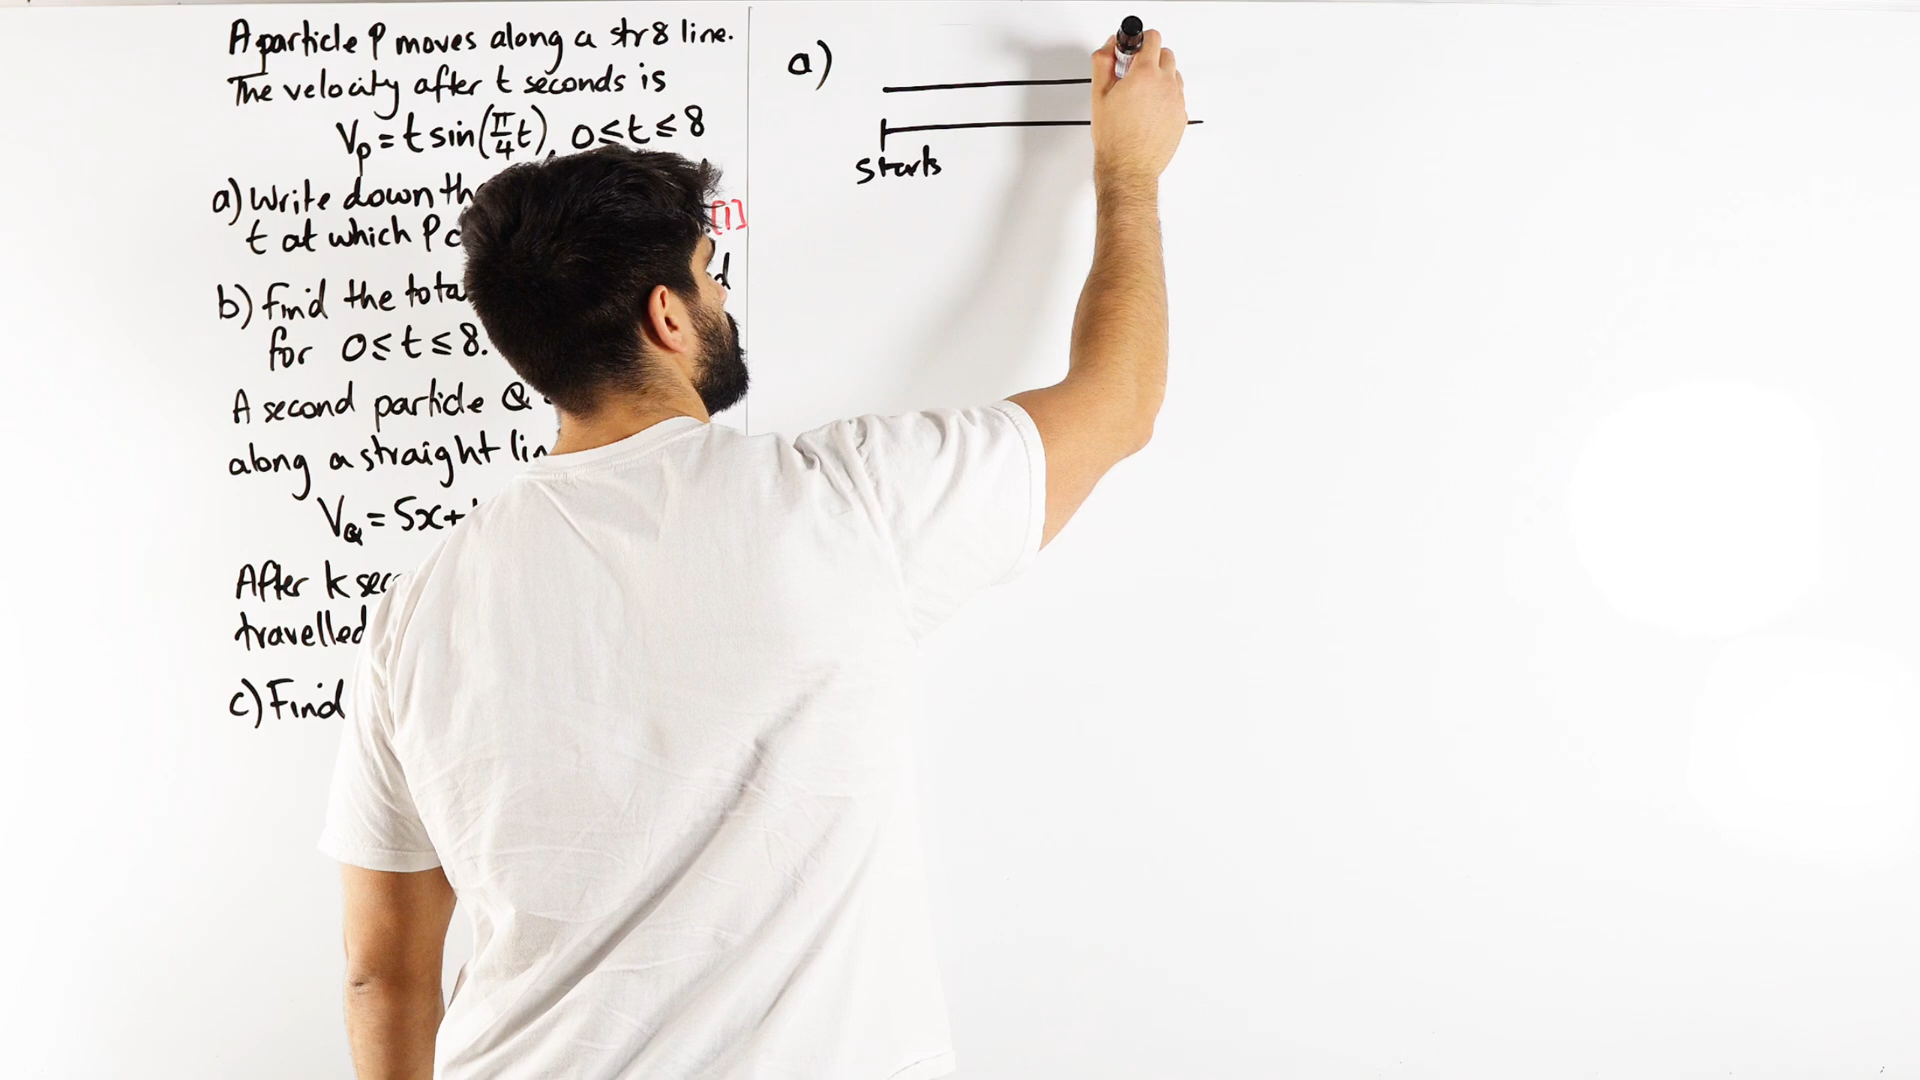 A particle P moves along a str8 line.
The velocity after t seconds is
Vp = t sin(π/4 t), 0 ≤ t ≤ 8
a) Write down th
t at which P c
[1]
b) find the tota
d
for 0 ≤ t ≤ 8.
A second particle Q
along a straight lin
VQ = 5x +
After k sec
travelled
c) Find
a)
Starts